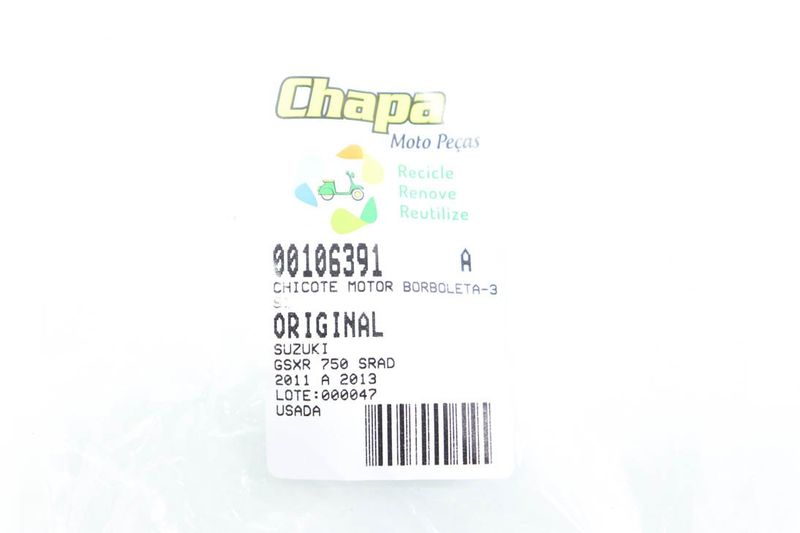 Chapa
Moto Peças
Recicle
Renove
Reutilize
00106391 A
CHICOTE MOTOR BORBOLETA-3
ORIGINAL
SUZUKI
GSXR 750 SRAD
2011 A 2013
LOTE:000047
USADA